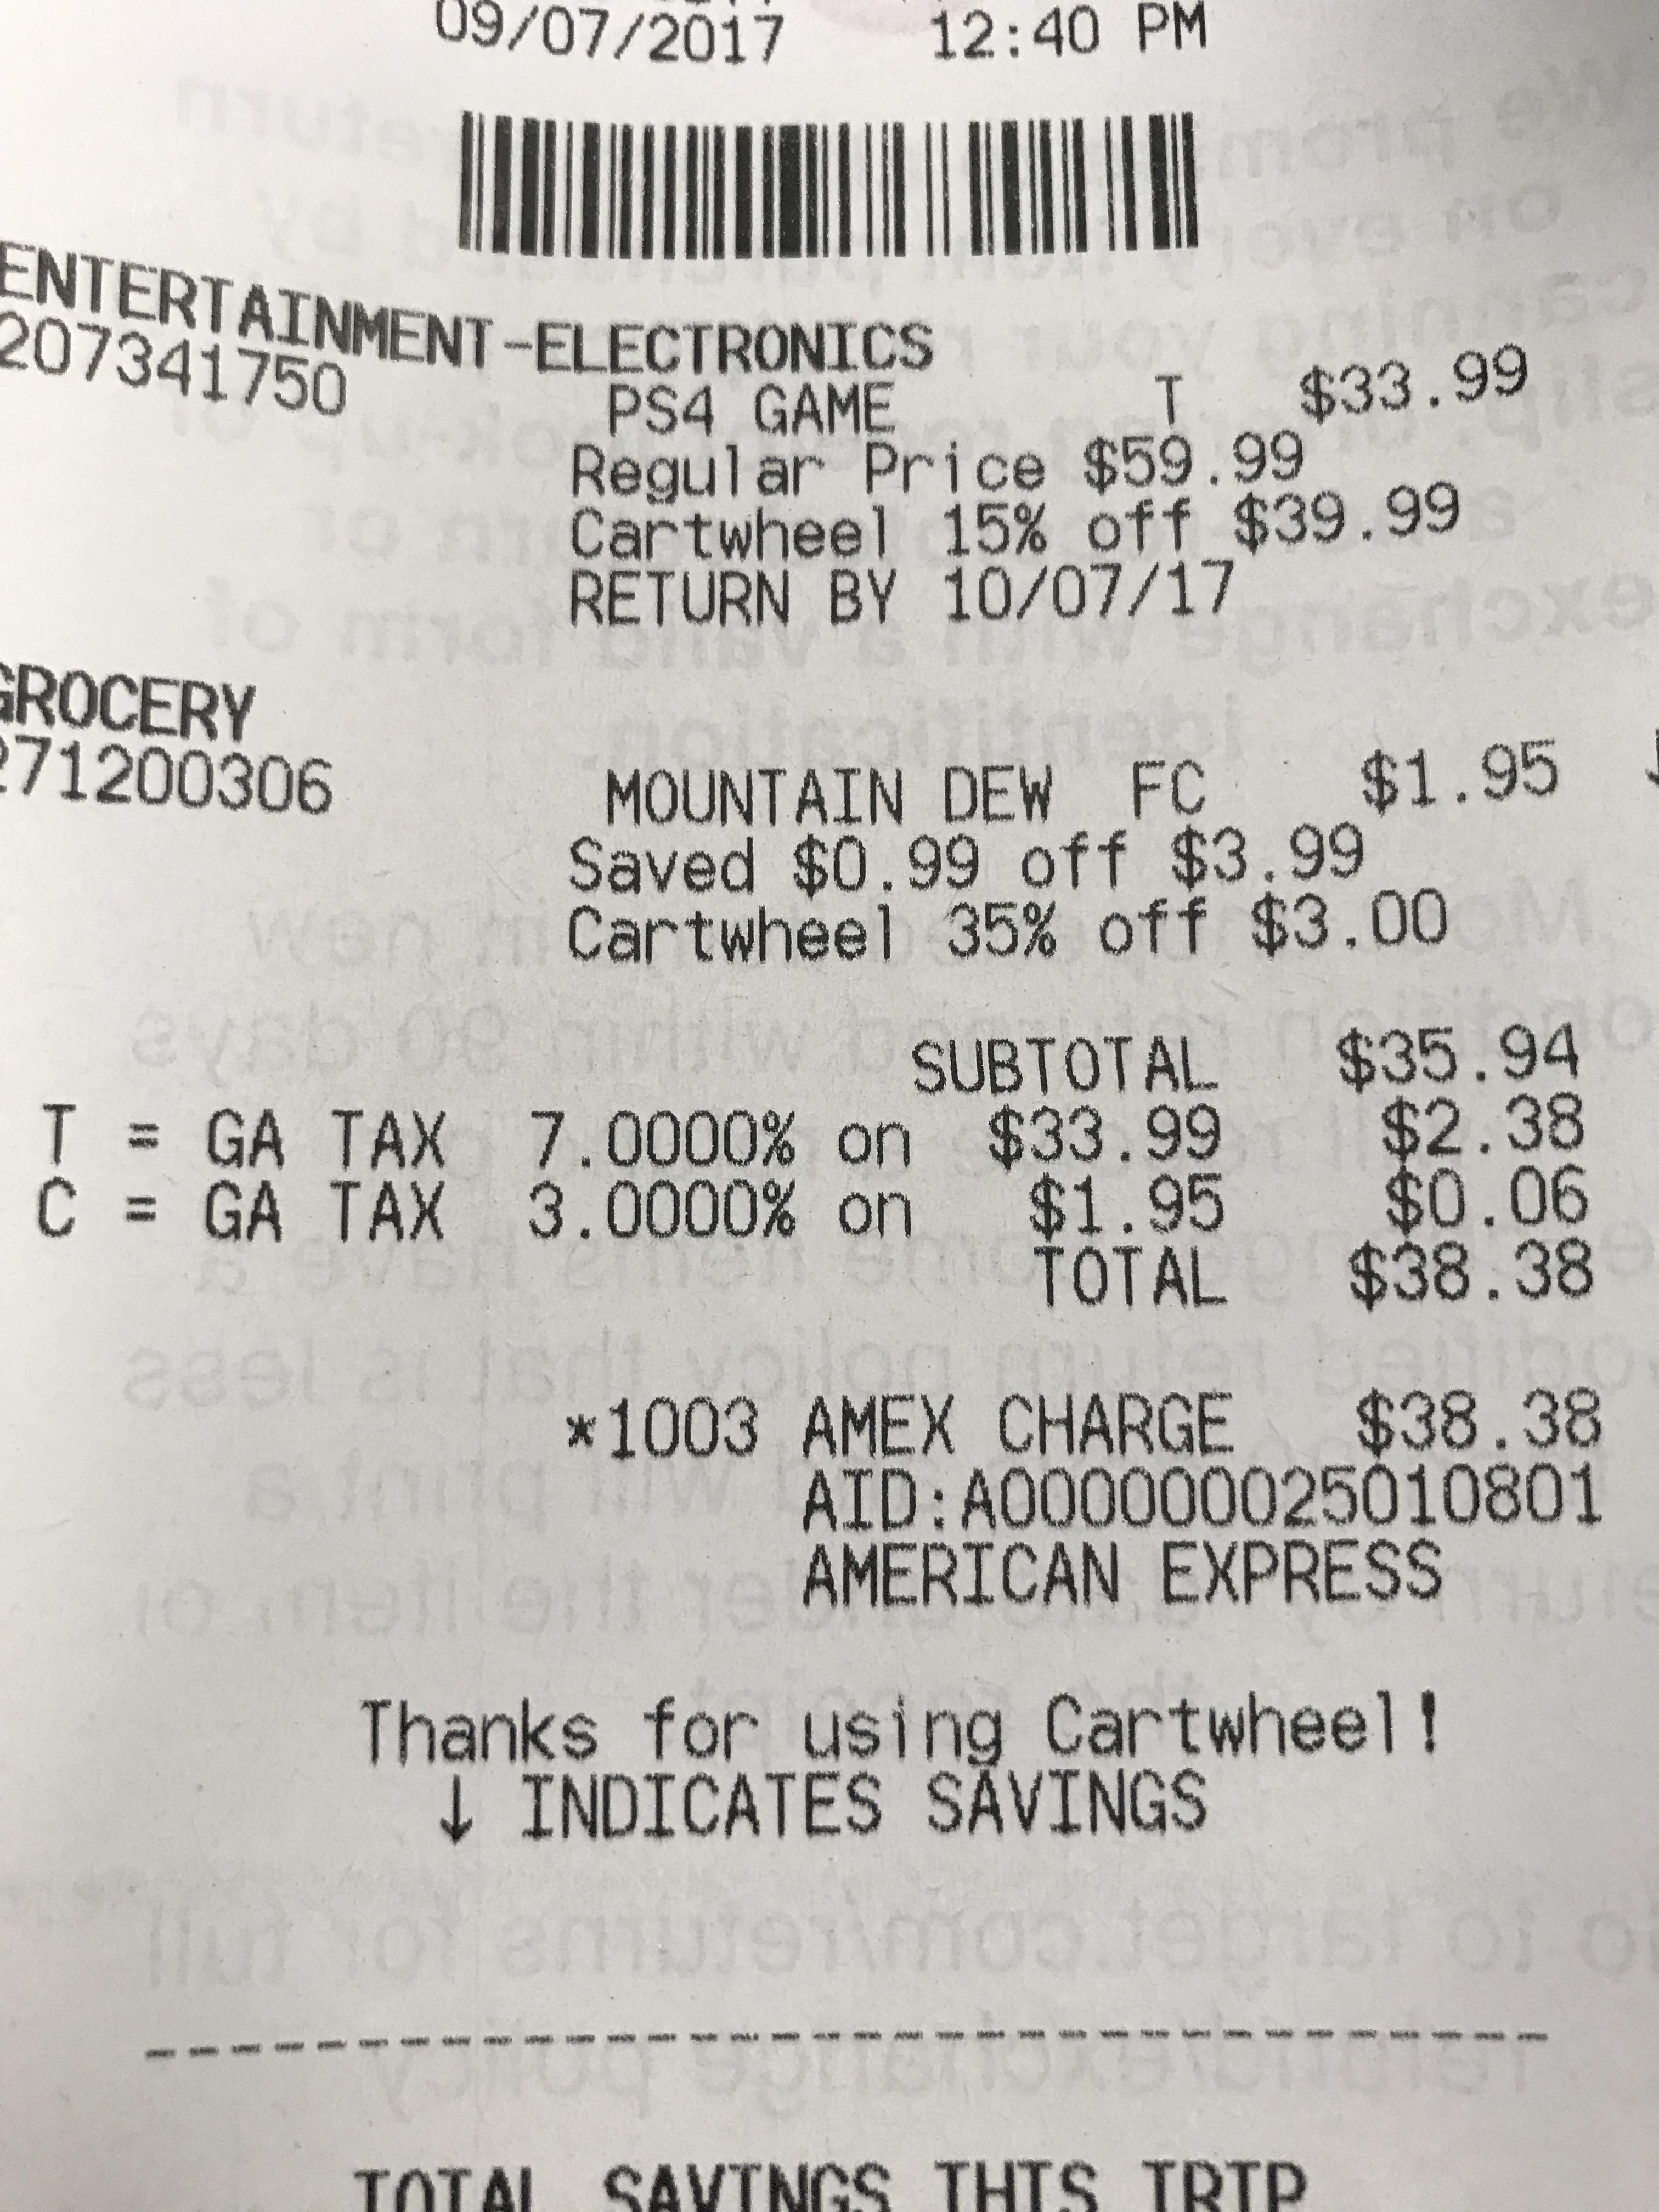 09/07/2017 12:40 PM
ENTERTAINMENT-ELECTRONICS
207341750 PS4 GAME T $33.99
Regular Price $59.99
Cartwheel 15% off $39.99
RETURN BY 10/07/17
GROCERY
271200306 MOUNTAIN DEW FC $1.95
Saved $0.99 off $3.99
Cartwheel 35% off $3.00
SUBTOTAL $35.94
T = GA TAX 7.0000% on $33.99 $2.38
C = GA TAX 3.0000% on $1.95 $0.06
TOTAL $38.38
*1003 AMEX CHARGE $38.38
AID:A000000025010801
AMERICAN EXPRESS
Thanks for using Cartwheel!
↓ INDICATES SAVINGS
TOTAL SAVINGS THIS TRIP